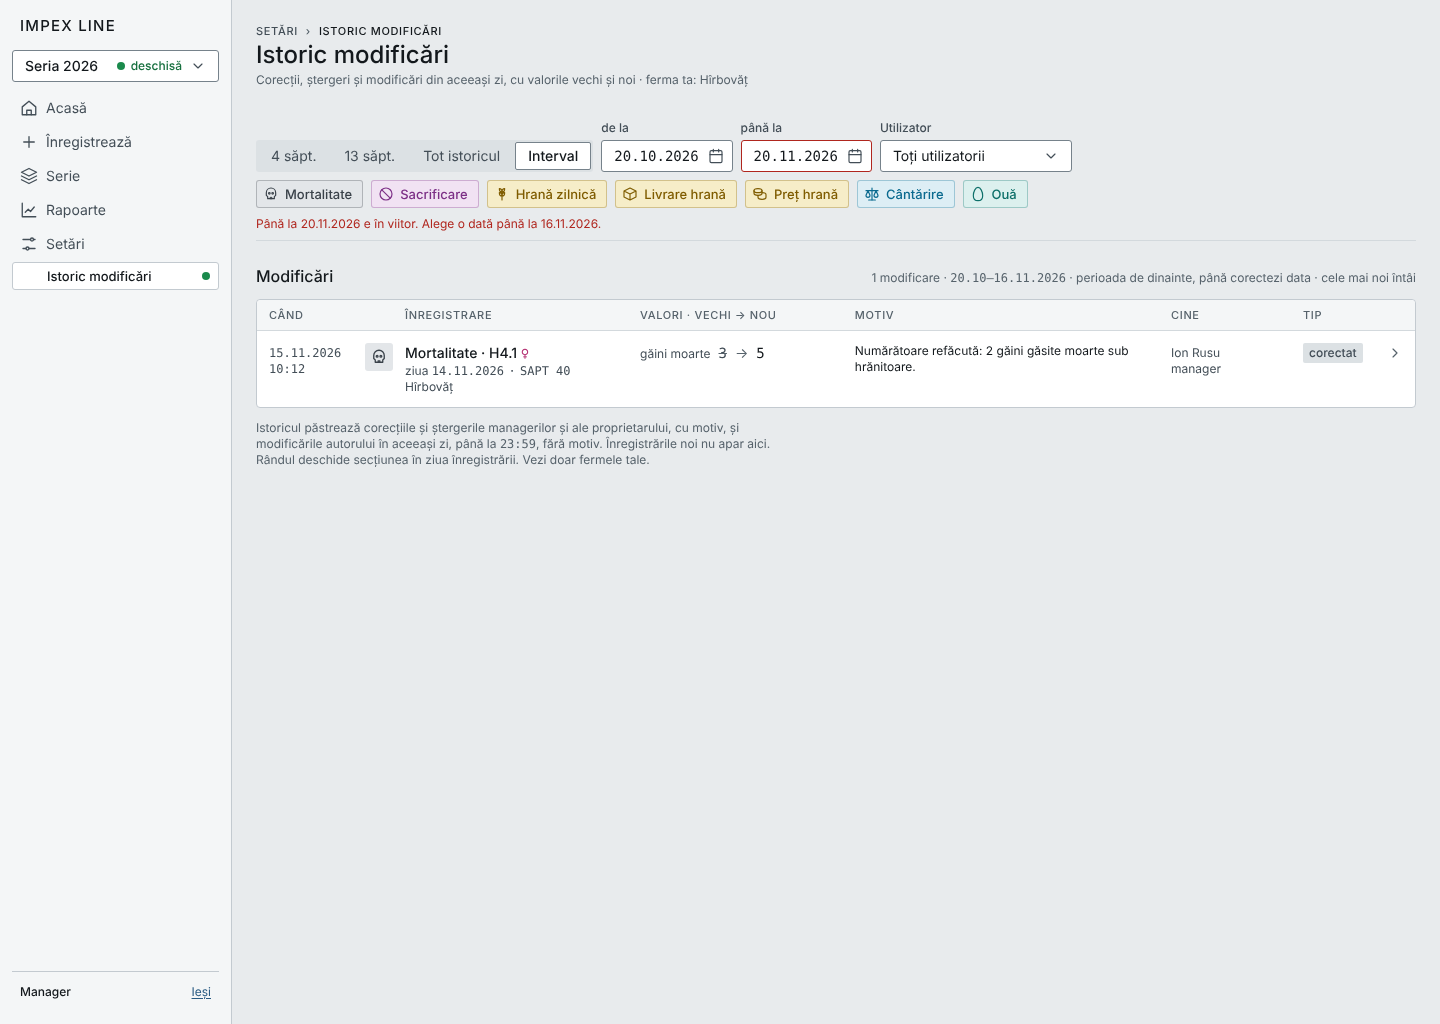 IMPEX LINE
Seria 2026 deschisă
Acasă
Înregistrează
Serie
Rapoarte
Setări
Istoric modificări
Manager Ieși
SETĂRI › ISTORIC MODIFICĂRI
Istoric modificări
Corecții, ștergeri și modificări din aceeași zi, cu valorile vechi și noi · ferma ta: Hîrbovăț
de la până la Utilizator
4 săpt. 13 săpt. Tot istoricul Interval 20.10.2026 20.11.2026 Toți utilizatorii
Mortalitate Sacrificare Hrană zilnică Livrare hrană Preț hrană Cântărire Ouă
Până la 20.11.2026 e în viitor. Alege o dată până la 16.11.2026.
Modificări 1 modificare · 20.10–16.11.2026 · perioada de dinainte, până corectezi data · cele mai noi întâi
CÂND ÎNREGISTRARE VALORI · VECHI → NOU MOTIV CINE TIP
15.11.2026
10:12
Mortalitate · H4.1 ♀
ziua 14.11.2026 · SAPT 40
Hîrbovăț
găini moarte 3 → 5
Numărătoare refăcută: 2 găini găsite moarte sub
hrănitoare.
Ion Rusu
manager
corectat
Istoricul păstrează corecțiile și ștergerile managerilor și ale proprietarului, cu motiv, și
modificările autorului în aceeași zi, până la 23:59, fără motiv. Înregistrările noi nu apar aici.
Rândul deschide secțiunea în ziua înregistrării. Vezi doar fermele tale.